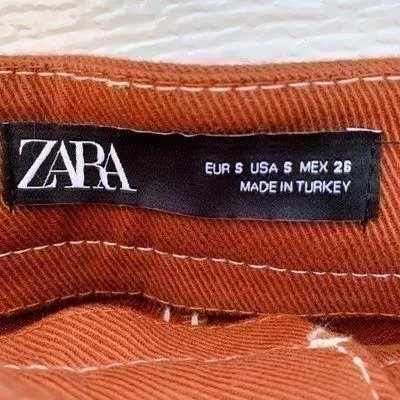 ZARA
EUR S USA S MEX 26
MADE IN TURKEY